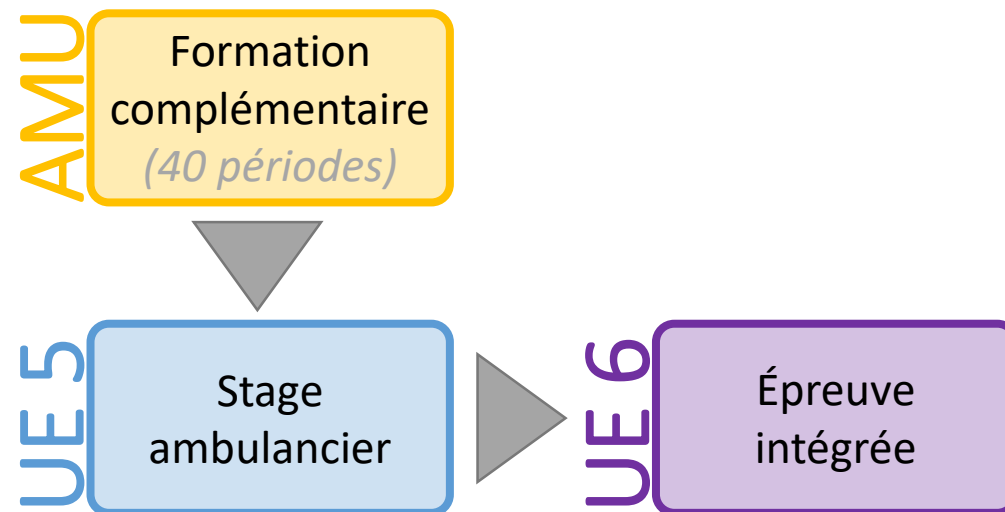 AMU
Formation
complémentaire
(40 périodes)
UE 5
Stage
ambulancier
UE 6
Épreuve
intégrée